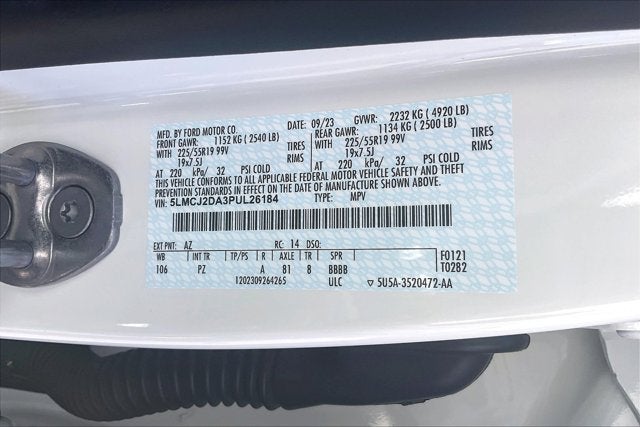 MFD. BY FORD MOTOR CO. DATE: 09/23 GVWR: 2232 KG ( 4920 LB)
FRONT GAWR: 1152 KG ( 2540 LB) REAR GAWR: 1134 KG ( 2500 LB)
WITH 225/55R19 99V TIRES WITH 225/55R19 99V TIRES
19x7.5J RIMS 19x7.5J RIMS
AT 220 kPa/ 32 PSI COLD AT 220 kPa/ 32 PSI COLD
THIS VEHICLE CONFORMS TO ALL APPLICABLE FEDERAL MOTOR VEHICLE SAFETY AND THEFT
PREVENTION STANDARDS IN EFFECT ON THE DATE OF MANUFACTURE SHOWN ABOVE.
VIN: 5LMCJ2DA3PUL26184 TYPE: MPV
EXT PNT: AZ RC: 14 DSO:
WB INT TR TP/PS R AXLE TR SPR F0121
106 PZ A 81 8 BBBB T0282
1202309264265 ULC ▽ 5U5A-3520472-AA